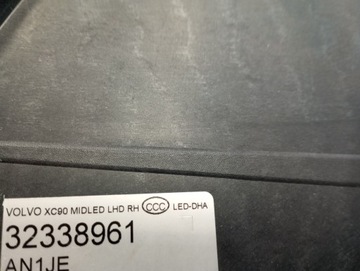 VOLVO XC90 MIDLED LHD RH CCC LED-DHA
32338961
AN1JE